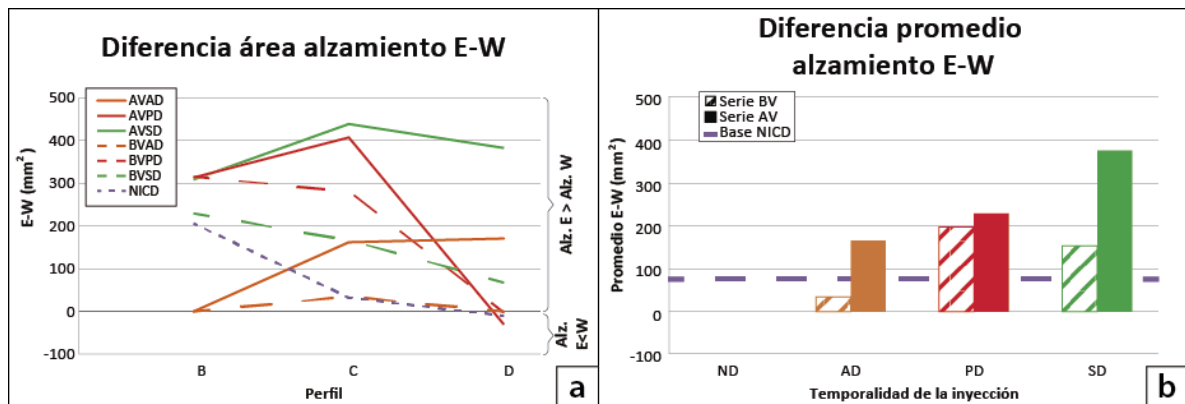 Diferencia área alzamiento E-W
500
400
300
200
100
0
-100
E-W (mm²)
AVAD
AVPD
AVSD
BVAD
BVPD
BVSD
NICD
B
C
D
Perfil
Alz. E > Alz. W
Alz.
E<W
a
Diferencia promedio
alzamiento E-W
500
400
300
200
100
0
-100
Promedio E-W (mm²)
Serie BV
Serie AV
Base NICD
ND
AD
PD
SD
Temporalidad de la inyección
b